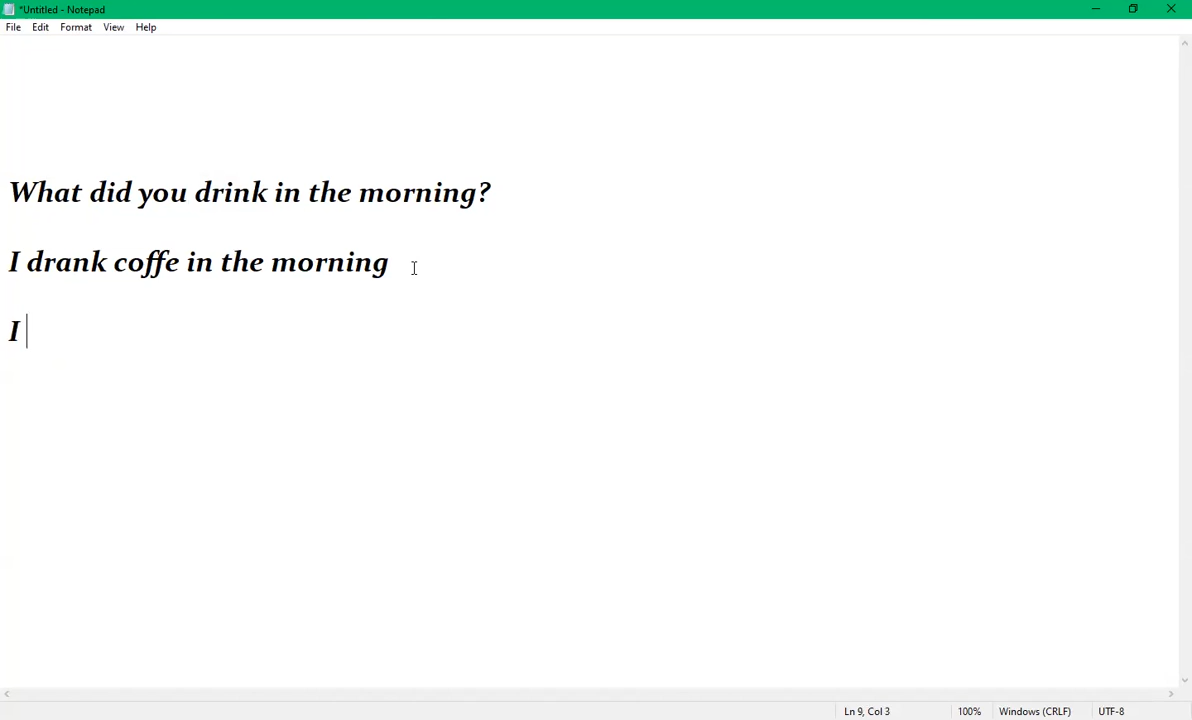 *Untitled - Notepad
File Edit Format View Help
What did you drink in the morning?
I drank coffe in the morning
I
Ln 9, Col 3 100% Windows (CRLF) UTF-8